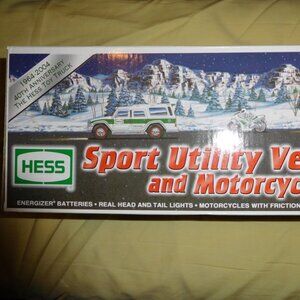 1964-2004
40TH ANNIVERSARY
THE HESS TOY TRUCK
HESS
Sport Utility Ve
and Motorcyc
ENERGIZER® BATTERIES • REAL HEAD AND TAIL LIGHTS • MOTORCYCLES WITH FRICTION